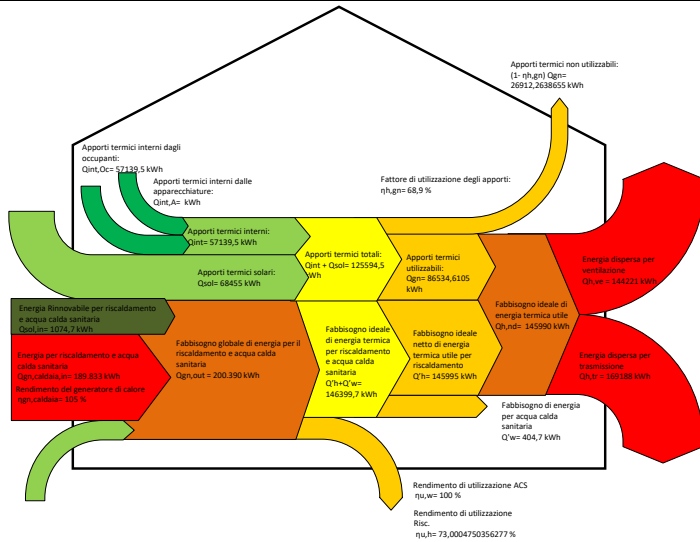 Apporti termici non utilizzabili:
(1- ηh,gn) Qgn=
26912,2638655 kWh
Apporti termici interni dagli
occupanti:
Qint,Oc= 57139,5 kWh
Apporti termici interni dalle
apparecchiature:
Qint,A=  kWh
Fattore di utilizzazione degli apporti:
ηh,gn= 68,9 %
Apporti termici interni:
Qint= 57139,5 kWh
Apporti termici solari:
Qsol= 68455 kWh
Apporti termici totali:
Qint + Qsol= 125594,5
kWh
Apporti termici
utilizzabili:
Qgn= 86534,6105
kWh
Fabbisogno ideale di
energia termica utile
Qh,nd= 145990 kWh
Energia dispersa per
ventilazione
Qh,ve = 144221 kWh
Energia Rinnovabile per riscaldamento
e acqua calda sanitaria
Qsol,in= 1074,7 kWh
Energia per riscaldamento e acqua
calda sanitaria
Qgn,caldaia,in= 189.833 kWh
Rendimento del generatore di calore
ηgn,caldaia= 105 %
Fabbisogno globale di energia per il
riscaldamento e acqua calda
sanitaria
Qgn,out = 200.390 kWh
Fabbisogno ideale
di energia termica
per riscaldamento
e acqua calda
sanitaria
Q'h+Q'w=
146399,7 kWh
Fabbisogno ideale
netto di energia
termica utile per
riscaldamento
Q'h= 145995 kWh
Energia dispersa per
trasmissione
Qh,tr = 169188 kWh
Fabbisogno di energia
per acqua calda
sanitaria
Q'w= 404,7 kWh
Rendimento di utilizzazione ACS
ηu,w= 100 %
Rendimento di utilizzazione
Risc.
ηu,h= 73,0004750356277 %